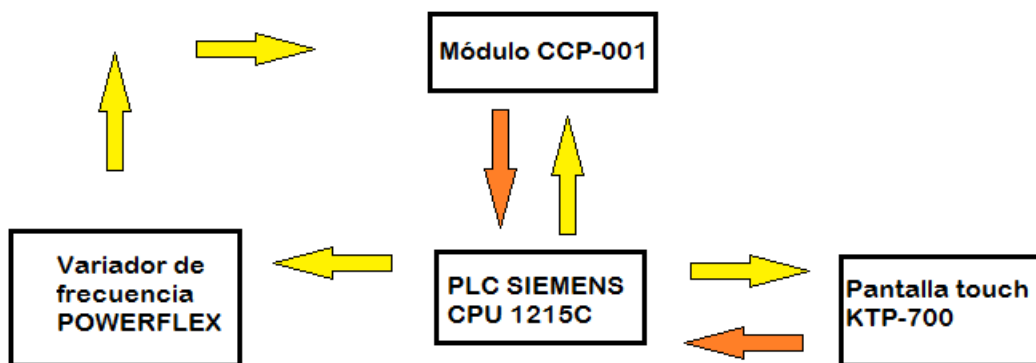 Módulo CCP-001
Variador de
frecuencia
POWERFLEX
PLC SIEMENS
CPU 1215C
Pantalla touch
KTP-700